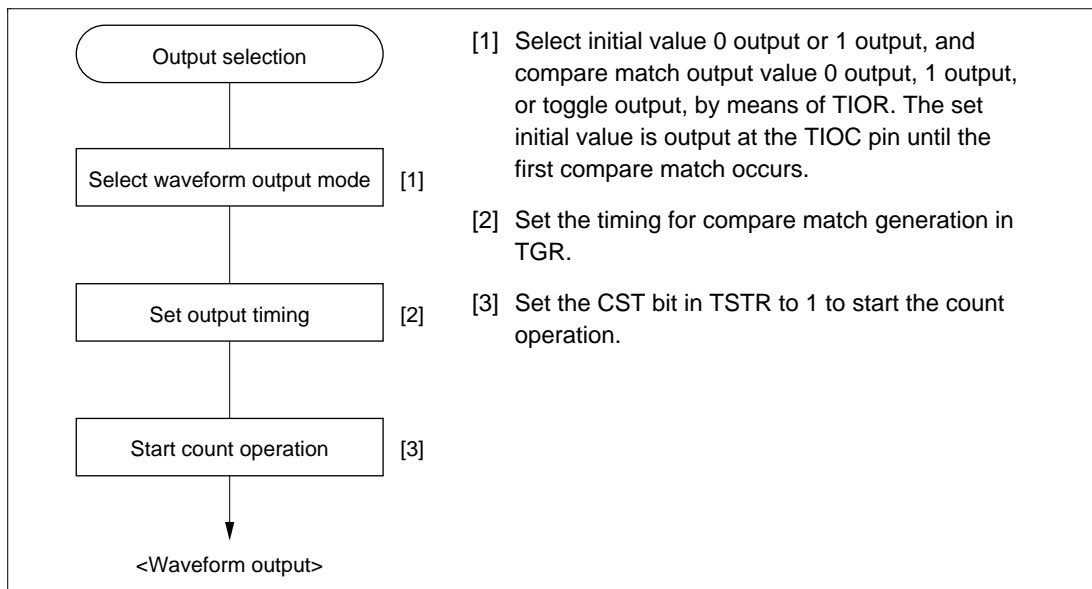 Output selection
Select waveform output mode [1]
Set output timing [2]
Start count operation [3]
<Waveform output>
[1] Select initial value 0 output or 1 output, and
compare match output value 0 output, 1 output,
or toggle output, by means of TIOR. The set
initial value is output at the TIOC pin until the
first compare match occurs.
[2] Set the timing for compare match generation in
TGR.
[3] Set the CST bit in TSTR to 1 to start the count
operation.